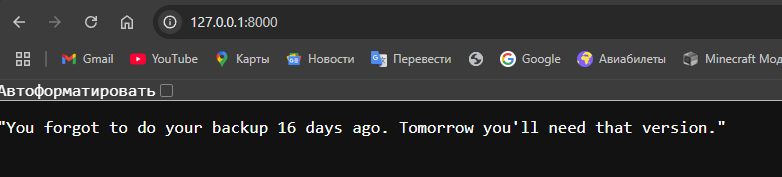 127.0.0.1:8000
Gmail YouTube Карты Новости Перевести Google Авиабилеты Minecraft Мод
Автоформатировать
"You forgot to do your backup 16 days ago. Tomorrow you'll need that version."